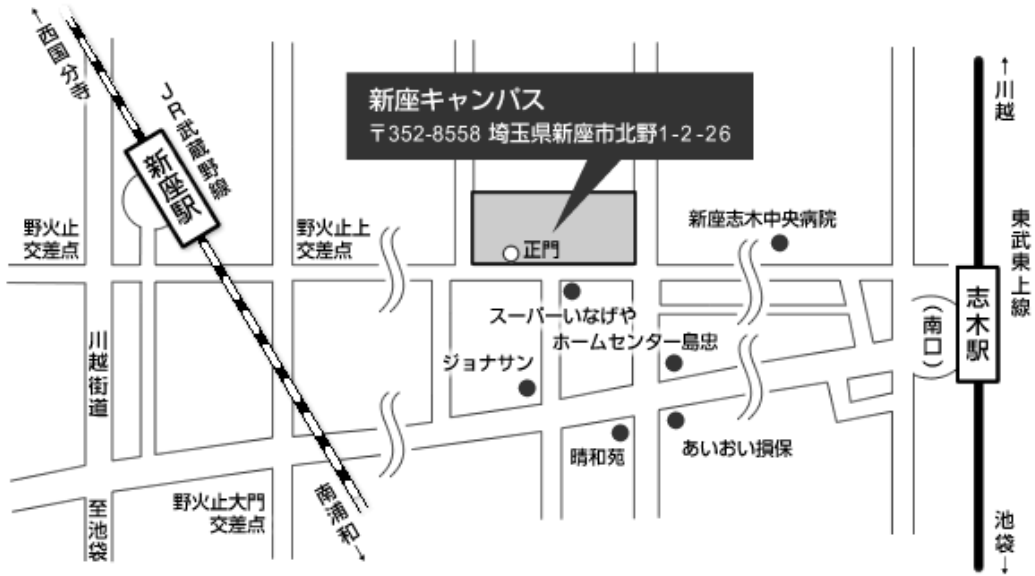 ←西国分寺
JR武蔵野線
新座駅
新座キャンパス
〒352-8558 埼玉県新座市北野1-2-26
←川越
野火止
交差点
野火止上
交差点
正門
新座志木中央病院
東武東上線
志木駅
(南口)
スーパーいなげや
ホームセンター島忠
ジョナサン
川越街道
晴和苑
あいおい損保
野火止大門
交差点
至池袋
南浦和→
池袋→